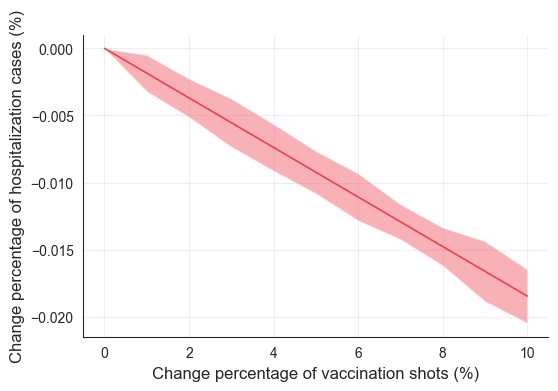 Change percentage of hospitalization cases (%)
0.000
−0.005
−0.010
−0.015
−0.020
0 2 4 6 8 10
Change percentage of vaccination shots (%)